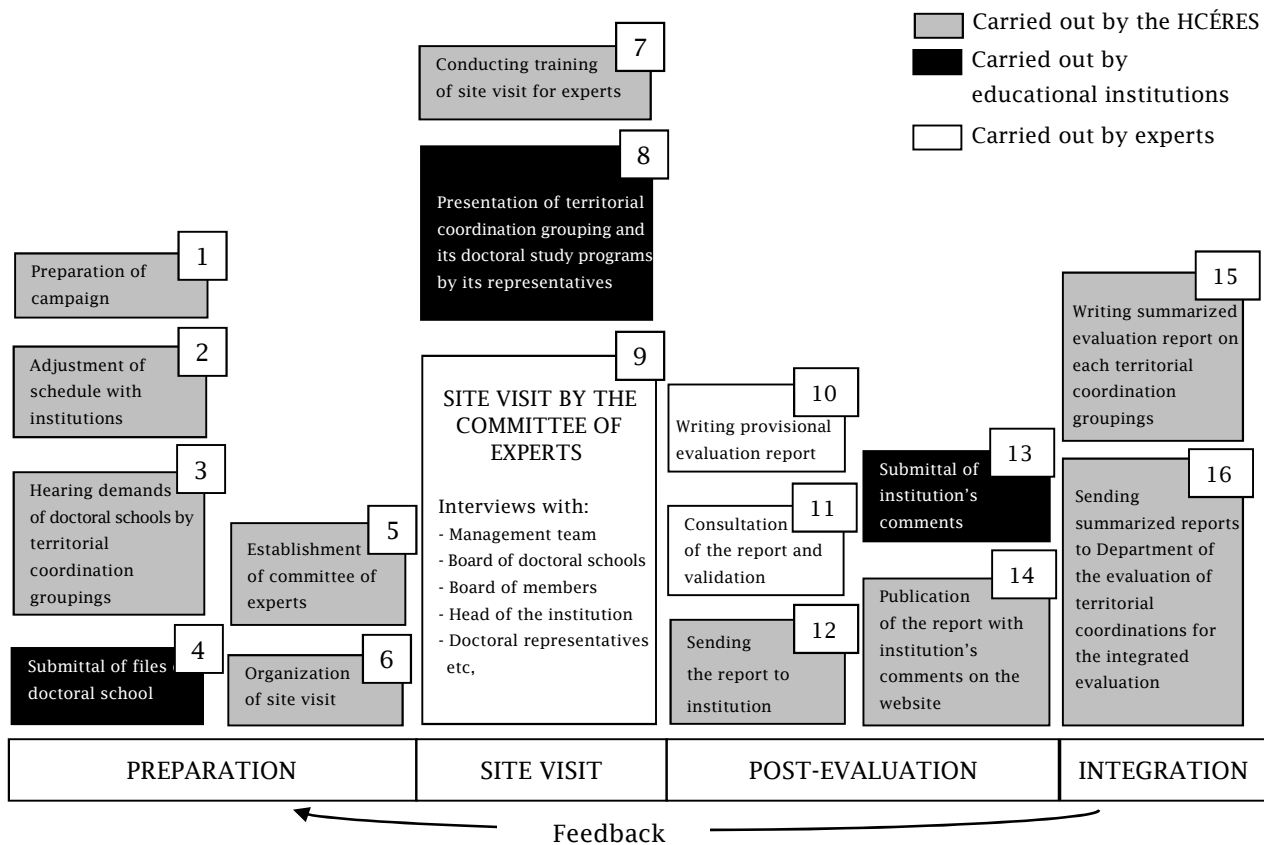 Carried out by the HCÉRES
Carried out by
educational institutions
Carried out by experts
1
Preparation of
campaign
2
Adjustment of
schedule with
institutions
3
Hearing demands
of doctoral schools by
territorial
coordination
groupings
4
Submittal of files
doctoral school
5
Establishment
of committee of
experts
6
Organization
of site visit
7
Conducting training
of site visit for experts
8
Presentation of territorial
coordination grouping and
its doctoral study programs
by its representatives
9
SITE VISIT BY THE
COMMITTEE OF
EXPERTS
Interviews with:
- Management team
- Board of doctoral schools
- Board of members
- Head of the institution
- Doctoral representatives
etc,
10
Writing provisional
evaluation report
11
Consultation
of the report and
validation
12
Sending
the report to
institution
13
Submittal of
institution's
comments
14
Publication
of the report with
institution's
comments on the
website
15
Writing summarized
evaluation report on
each territorial
coordination
groupings
16
Sending
summarized reports
to Department of
the evaluation of
territorial
coordinations for
the integrated
evaluation
PREPARATION
SITE VISIT
POST-EVALUATION
INTEGRATION
Feedback